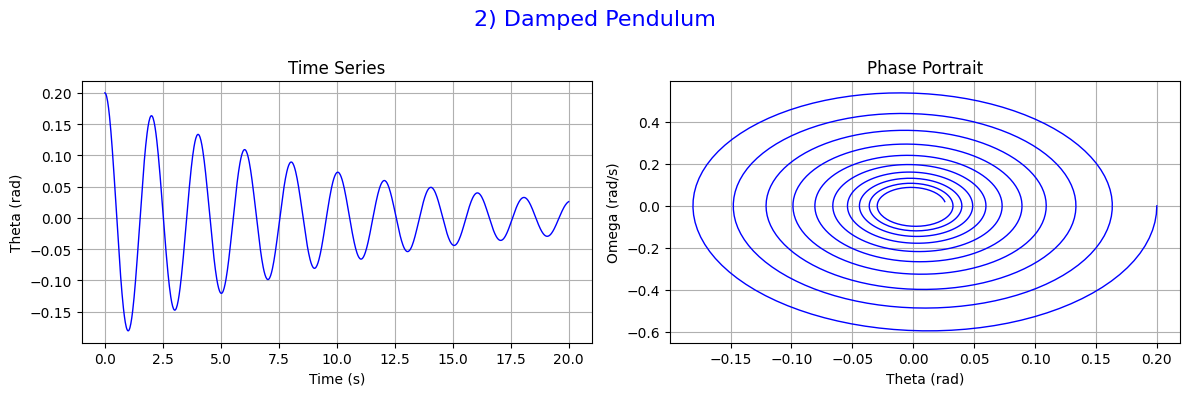 2) Damped Pendulum
Time Series
Theta (rad)
0.20
0.15
0.10
0.05
0.00
−0.05
−0.10
−0.15
0.0 2.5 5.0 7.5 10.0 12.5 15.0 17.5 20.0
Time (s)
Phase Portrait
Omega (rad/s)
0.4
0.2
0.0
−0.2
−0.4
−0.6
−0.15 −0.10 −0.05 0.00 0.05 0.10 0.15 0.20
Theta (rad)